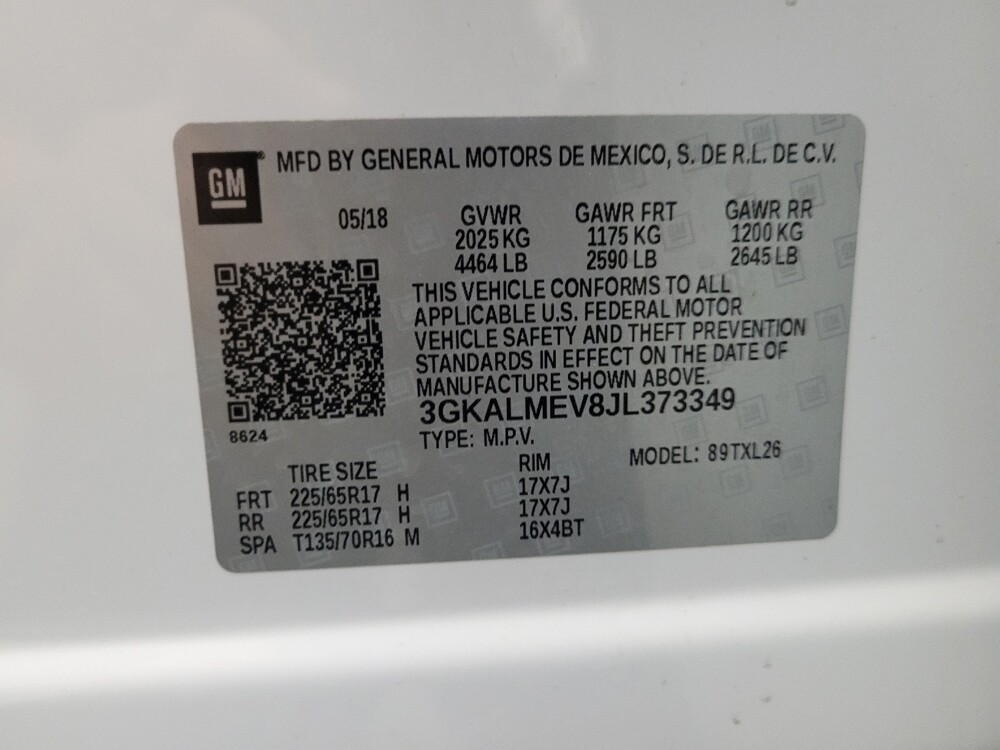 GM® MFD BY GENERAL MOTORS DE MEXICO, S. DE R.L. DE C.V.
05/18 GVWR GAWR FRT GAWR RR
2025 KG 1175 KG 1200 KG
4464 LB 2590 LB 2645 LB
THIS VEHICLE CONFORMS TO ALL
APPLICABLE U.S. FEDERAL MOTOR
VEHICLE SAFETY AND THEFT PREVENTION
STANDARDS IN EFFECT ON THE DATE OF
MANUFACTURE SHOWN ABOVE.
3GKALMEV8JL373349
8624 TYPE: M.P.V. MODEL: 89TXL26
TIRE SIZE RIM
FRT 225/65R17 H 17X7J
RR 225/65R17 H 17X7J
SPA T135/70R16 M 16X4BT